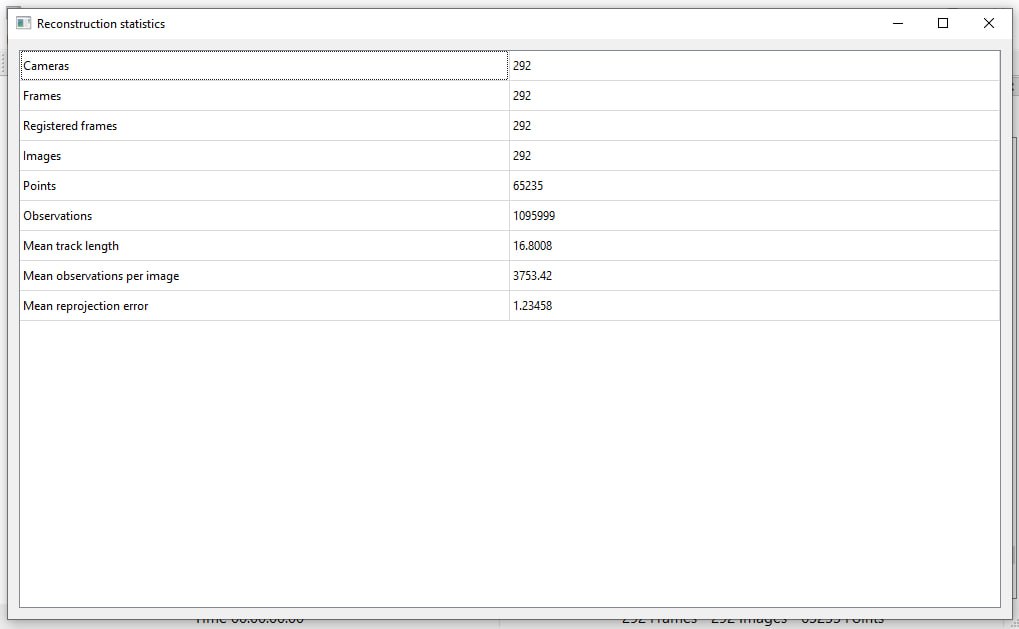 Reconstruction statistics
Cameras 292
Frames 292
Registered frames 292
Images 292
Points 65235
Observations 1095999
Mean track length 16.8008
Mean observations per image 3753.42
Mean reprojection error 1.23458
Time 00:00:00:00 292 Frames - 292 Images - 65235 Points